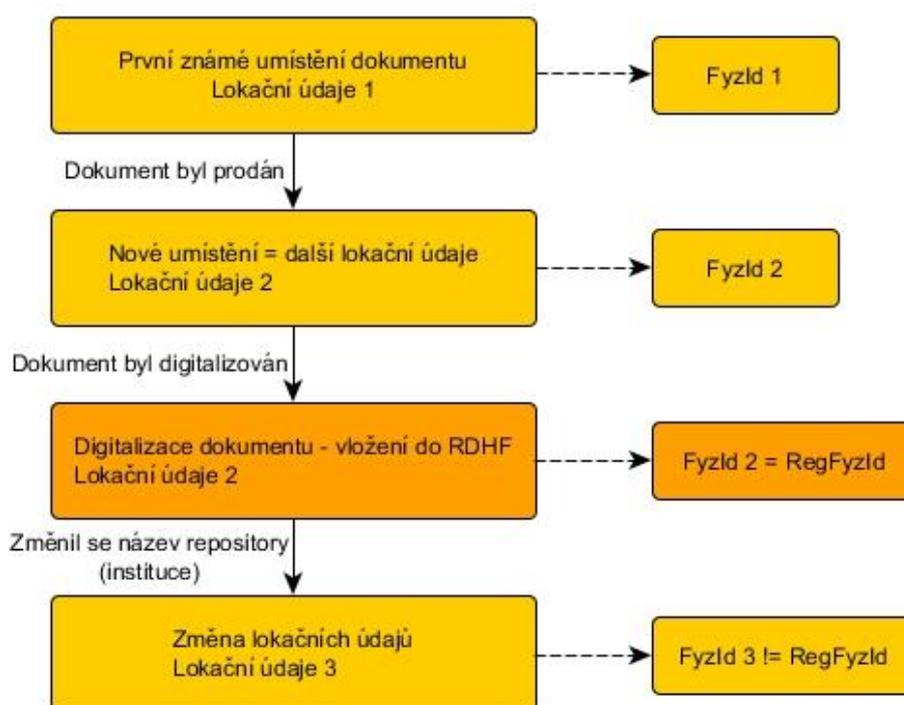 První známé umístění dokumentu
Lokační údaje 1
FyzId 1
Dokument byl prodán
Nové umístění = další lokační údaje
Lokační údaje 2
FyzId 2
Dokument byl digitalizován
Digitalizace dokumentu - vložení do RDHF
Lokační údaje 2
FyzId 2 = RegFyzId
Změnil se název repository
(instituce)
Změna lokačních údajů
Lokační údaje 3
FyzId 3 != RegFyzId